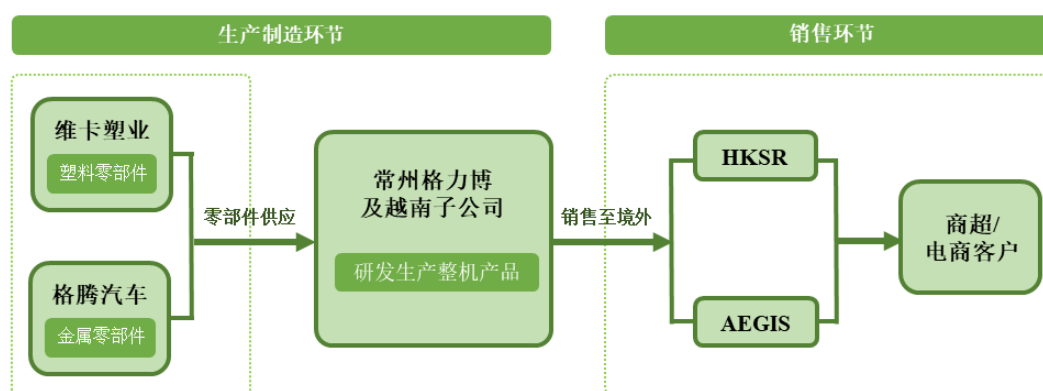 生产制造环节
销售环节
维卡塑业
塑料零部件
格腾汽车
金属零部件
零部件供应
常州格力博
及越南子公司
研发生产整机产品
销售至境外
HKSR
AEGIS
商超/
电商客户